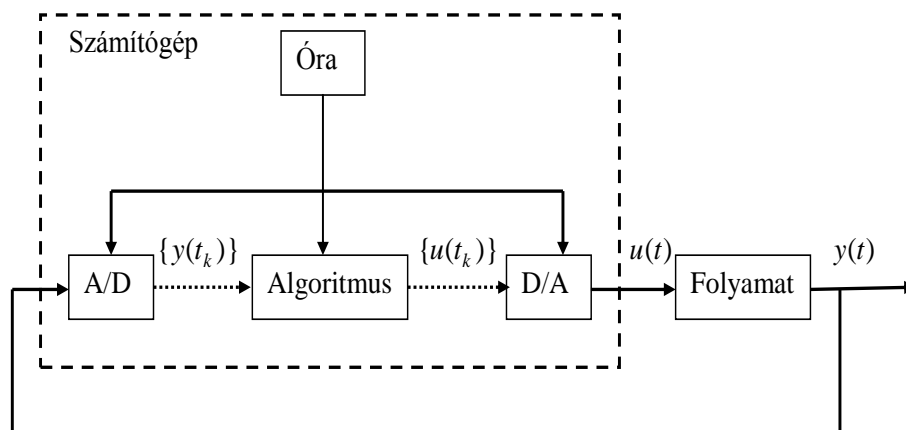 Számítógép
Óra
{y(t_k)}
{u(t_k)}
u(t)
y(t)
A/D
Algoritmus
D/A
Folyamat